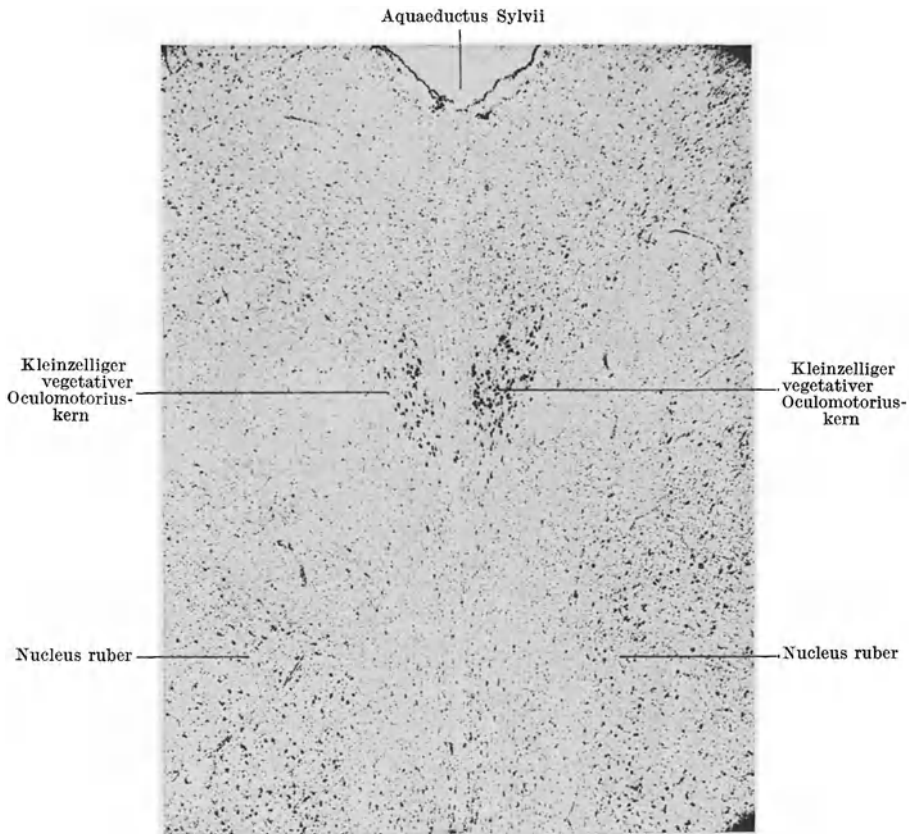 Aquaeductus Sylvii
Kleinzelliger
vegetativer
Oculomotorius-
kern
Kleinzelliger
vegetativer
Oculomotorius-
kern
Nucleus ruber
Nucleus ruber